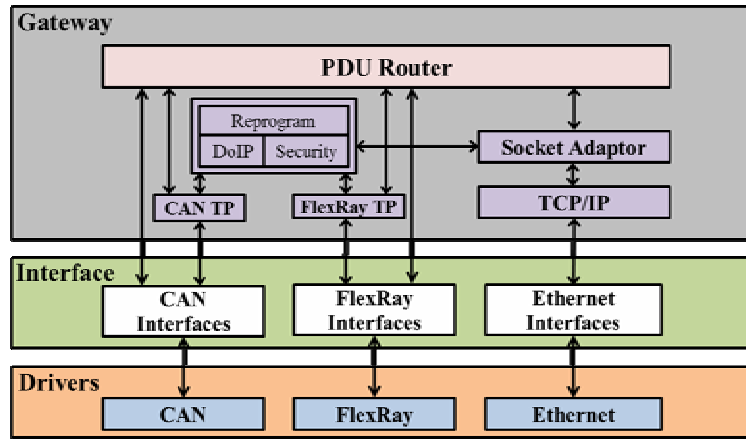 Gateway
PDU Router
Reprogram
DoIP
Security
Socket Adaptor
CAN TP
FlexRay TP
TCP/IP
Interface
CAN
Interfaces
FlexRay
Interfaces
Ethernet
Interfaces
Drivers
CAN
FlexRay
Ethernet